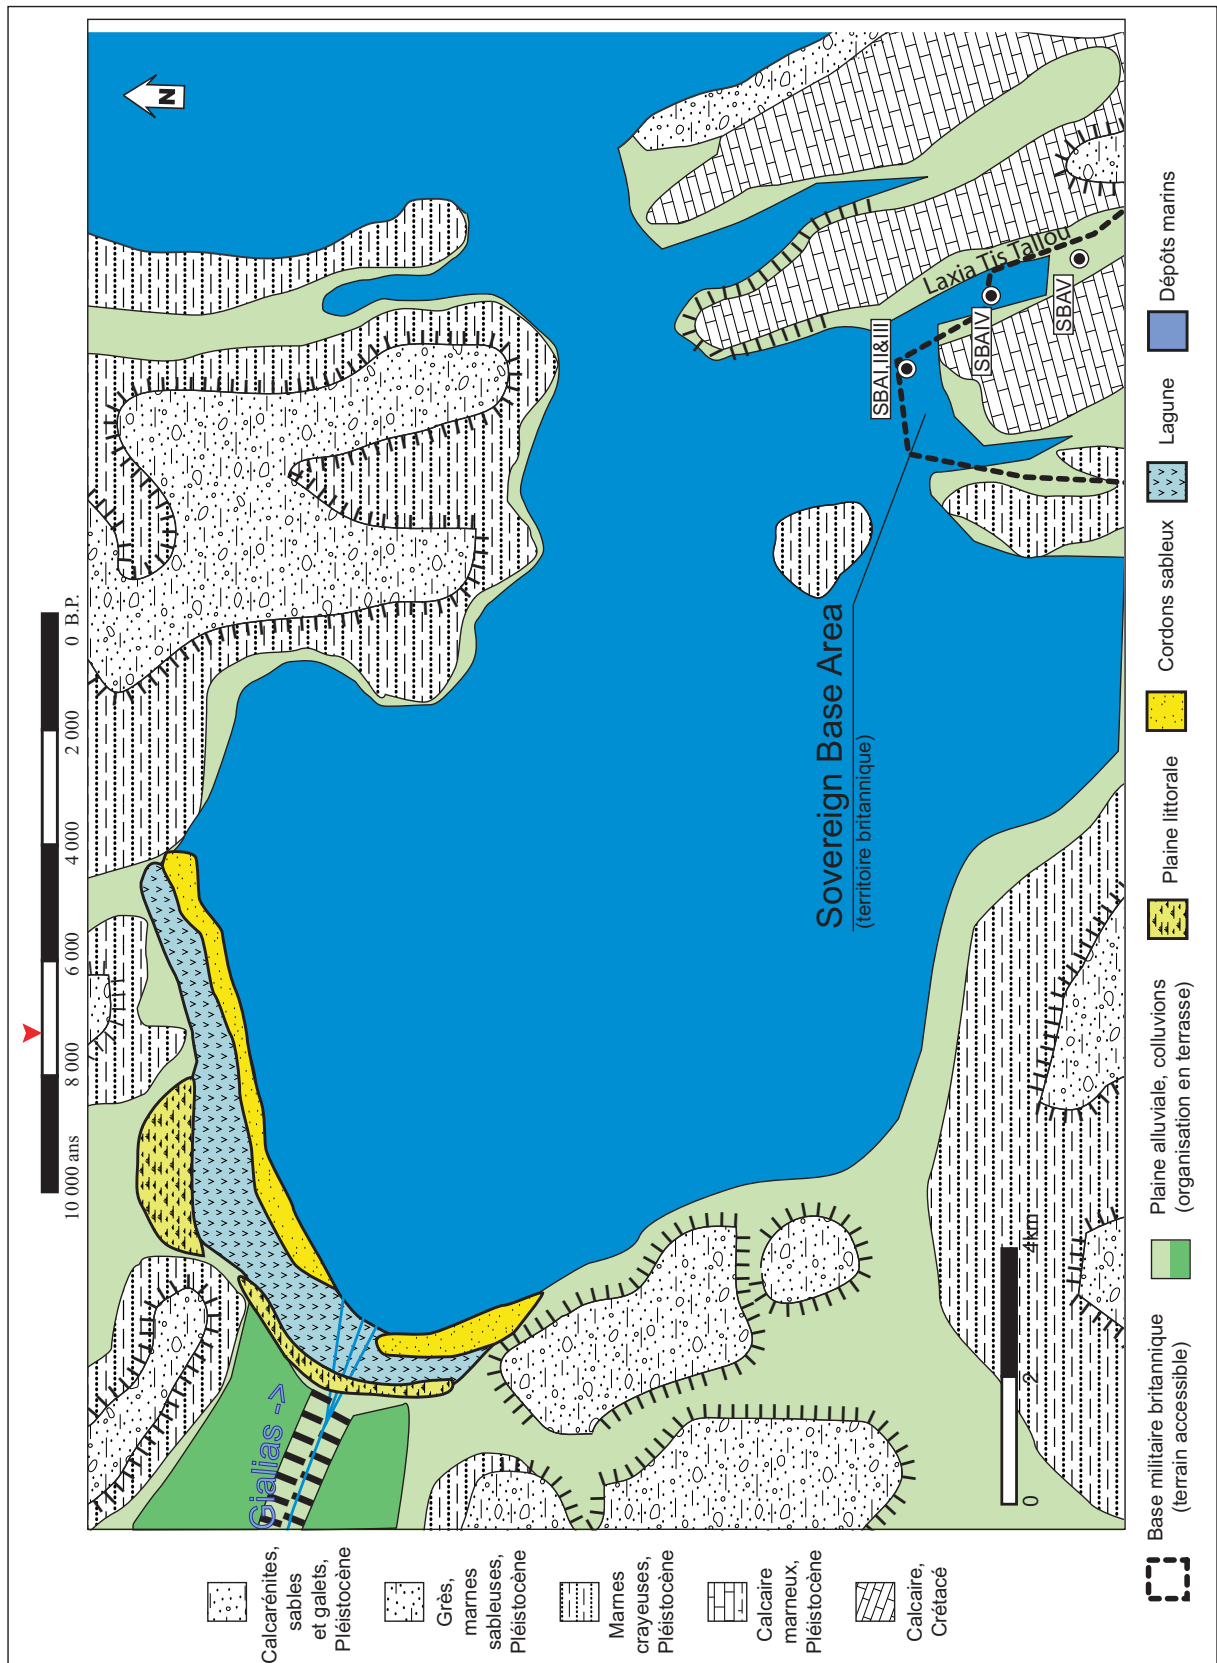 10 000 ans
8 000
6 000
4 000
2 000
0 B.P.
N
Gialias ->
Sovereign Base Area
(territoire britannique)
Laxia Tis Tallou
SBAI, II&III
SBAIV
SBAV
0
2
4km
Calcarénites,
sables
et galets,
Pléistocène
Grès,
marnes
sableuses,
Pléistocène
Marnes
crayeuses,
Pléistocène
Calcaire
marneux,
Pléistocène
Calcaire,
Crétacé
Base militaire britannique
(terrain accessible)
Plaine alluviale, colluvions
(organisation en terrasse)
Plaine littorale
Cordons sableux
Lagune
Dépôts marins